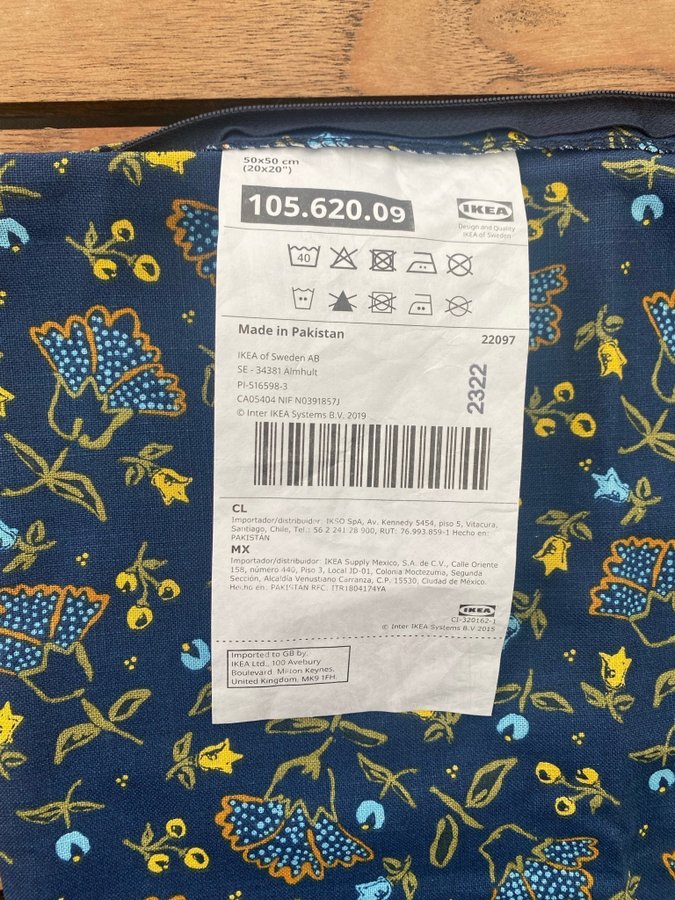 50x50 cm
(20x20")
105.620.09
IKEA
Design and Quality
IKEA of Sweden
40
Made in Pakistan
22097
IKEA of Sweden AB
SE - 34381 Älmhult
PI-516598-3
CA05404 NIF N0391857J
© Inter IKEA Systems B.V. 2019
2322
CL
Importador/distribuidor: IKSO SpA, Av. Kennedy 5454, piso 5, Vitacura,
Santiago, Chile, Tel.: 56 2 241 28 900, RUT: 76.993.859-1 Hecho en:
PAKISTAN
MX
Importador/distribuidor: IKEA Supply Mexico, S.A. de C.V., Calle Oriente
158, número 440, Piso 3, Local JD-01, Colonia Moctezuma, Segunda
Sección, Alcaldía Venustiano Carranza, C.P. 15530, Ciudad de México.
Hecho en: PAKISTAN RFC: ITR1804174YA
IKEA
CI-320162-1
© Inter IKEA Systems B.V 2015
Imported to GB by:
IKEA Ltd., 100 Avebury
Boulevard, Milton Keynes,
United Kingdom, MK9 1FH.